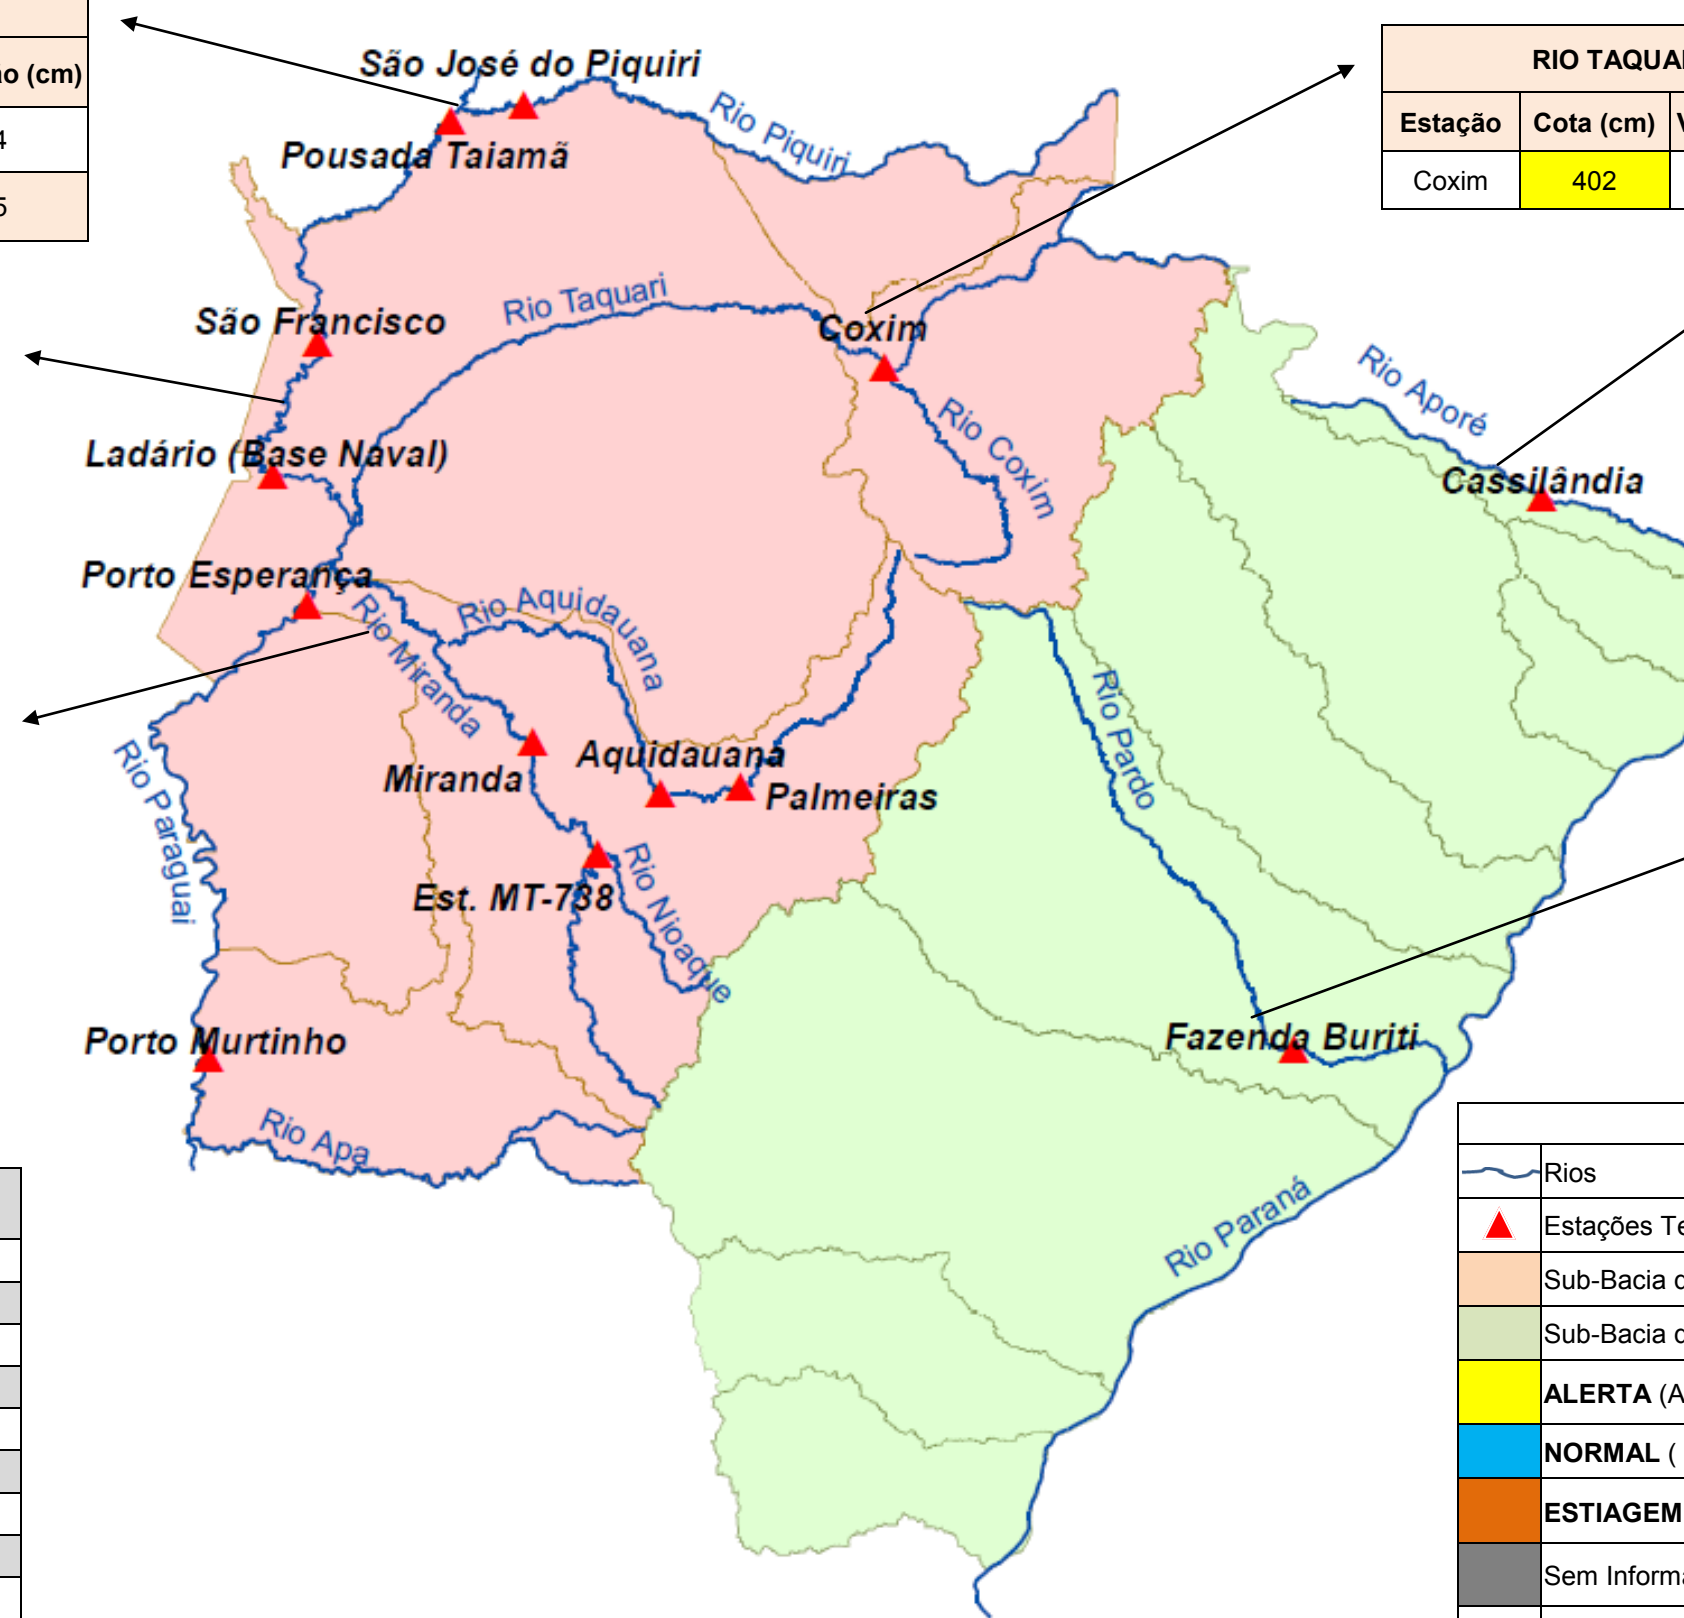 ão (cm)
4
5
São José do Piquiri
Pousada Taiamã
Rio Piquiri
RIO TAQUA
Estação Cota (cm)
Coxim 402
São Francisco
Rio Taquari
Coxim
Rio Aporé
Ladário (Base Naval)
Rio Coxim
Cassilândia
Porto Esperança
Rio Aquidauana
Rio Miranda
Rio Pardo
Aquidauana
Miranda
Palmeiras
Rio Paraguai
Est. MT-738
Rio Nioaque
Porto Murtinho
Fazenda Buriti
Rio Apa
Rio Paraná
Rios
Estações Te
Sub-Bacia d
Sub-Bacia d
ALERTA (A
NORMAL (
ESTIAGEM
Sem Informa